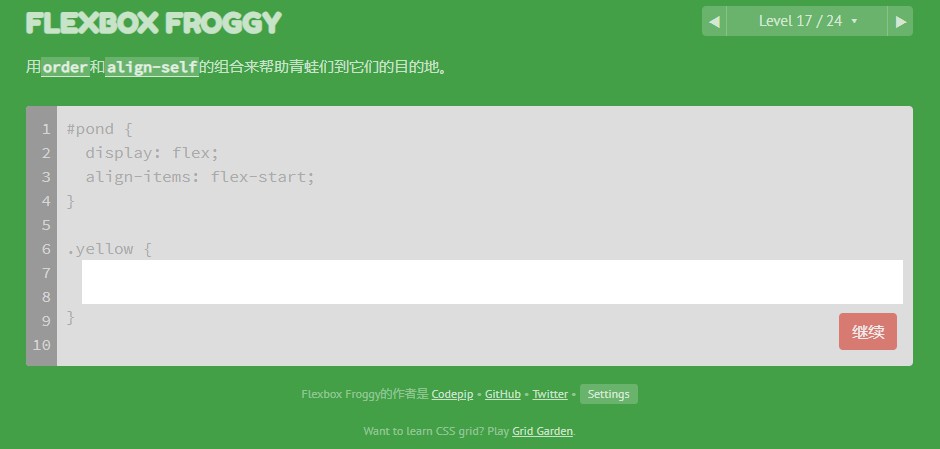 FLEXBOX FROGGY
◀ Level 17 / 24 ▾ ▶
用order和align-self的组合来帮助青蛙们到它们的目的地。
1 #pond {
2 display: flex;
3 align-items: flex-start;
4 }
5
6 .yellow {
7
8
9 }
10
继续
Flexbox Froggy的作者是 Codepip • GitHub • Twitter • Settings
Want to learn CSS grid? Play Grid Garden.